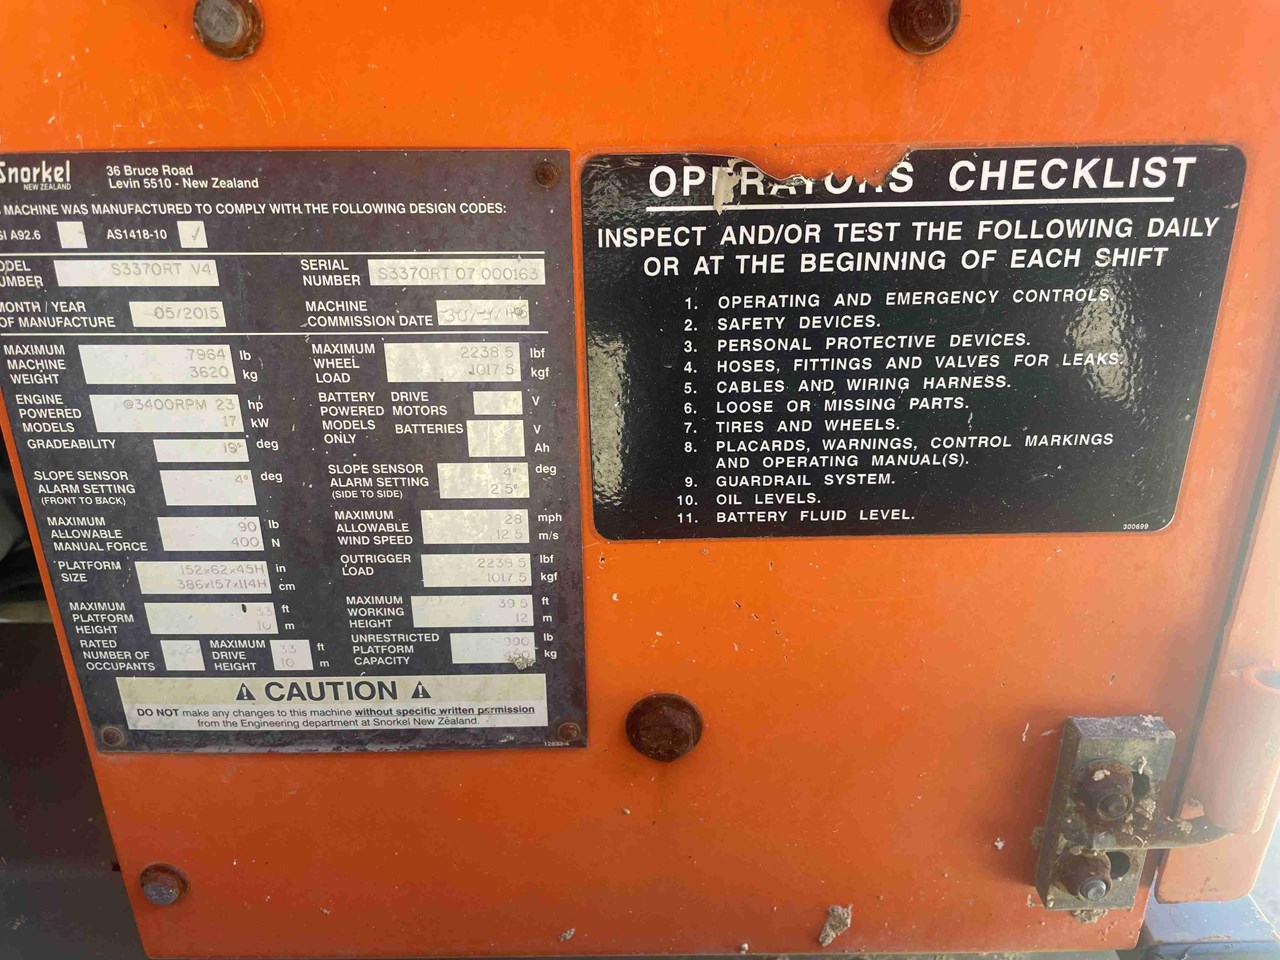 Snorkel
NEW ZEALAND
36 Bruce Road
Levin 5510 - New Zealand
MACHINE WAS MANUFACTURED TO COMPLY WITH THE FOLLOWING DESIGN CODES:
SI A92.6
AS1418-10 ✓
ODEL
UMBER
S3370RT V4
SERIAL
NUMBER
S3370RT 07 000163
MONTH / YEAR
OF MANUFACTURE
05/2015
MACHINE
COMMISSION DATE
MAXIMUM
MACHINE
WEIGHT
7964 lb
3620 kg
MAXIMUM
WHEEL
LOAD
2238.5 lbf
1017.5 kgf
ENGINE
POWERED
MODELS
@3400RPM 23 hp
17 kW
BATTERY
POWERED
MODELS
ONLY
DRIVE
MOTORS
V
BATTERIES
V
Ah
GRADEABILITY
19° deg
SLOPE SENSOR
ALARM SETTING
(FRONT TO BACK)
4° deg
SLOPE SENSOR
ALARM SETTING
(SIDE TO SIDE)
4° deg
2.5°
MAXIMUM
ALLOWABLE
MANUAL FORCE
90 lb
400 N
MAXIMUM
ALLOWABLE
WIND SPEED
28 mph
12.5 m/s
PLATFORM
SIZE
152x62x45H in
386x157x114H cm
OUTRIGGER
LOAD
2238.5 lbf
1017.5 kgf
MAXIMUM
PLATFORM
HEIGHT
33 ft
10 m
MAXIMUM
WORKING
HEIGHT
39.5 ft
12 m
RATED
NUMBER OF
OCCUPANTS
2
MAXIMUM
DRIVE
HEIGHT
33 ft
10 m
UNRESTRICTED
PLATFORM
CAPACITY
990 lb
450 kg
⚠ CAUTION ⚠
DO NOT make any changes to this machine without specific written permission
from the Engineering department at Snorkel New Zealand.
OPERATORS CHECKLIST
INSPECT AND/OR TEST THE FOLLOWING DAILY
OR AT THE BEGINNING OF EACH SHIFT
1. OPERATING AND EMERGENCY CONTROLS.
2. SAFETY DEVICES.
3. PERSONAL PROTECTIVE DEVICES.
4. HOSES, FITTINGS AND VALVES FOR LEAKS.
5. CABLES AND WIRING HARNESS.
6. LOOSE OR MISSING PARTS.
7. TIRES AND WHEELS.
8. PLACARDS, WARNINGS, CONTROL MARKINGS
AND OPERATING MANUAL(S).
9. GUARDRAIL SYSTEM.
10. OIL LEVELS.
11. BATTERY FLUID LEVEL.
300699